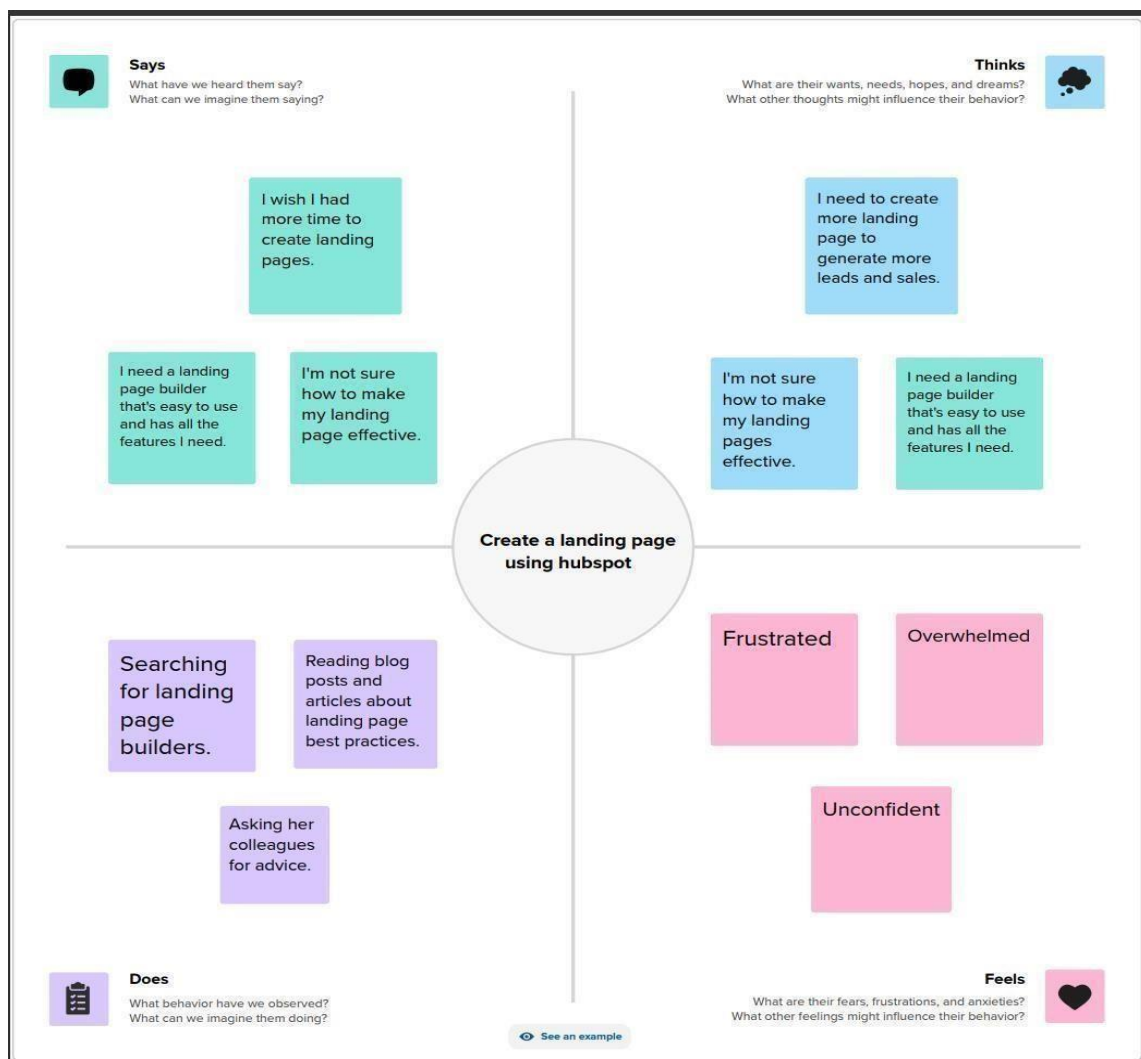 Says
What have we heard them say?
What can we imagine them saying?
Thinks
What are their wants, needs, hopes, and dreams?
What other thoughts might influence their behavior?
I wish I had
more time to
create landing
pages.
I need a landing
page builder
that's easy to use
and has all the
features I need.
I'm not sure
how to make
my landing
page effective.
I need to create
more landing
page to
generate more
leads and sales.
I'm not sure
how to make
my landing
pages
effective.
I need a landing
page builder
that's easy to use
and has all the
features I need.
Create a landing page
using hubspot
Searching
for landing
page
builders.
Reading blog
posts and
articles about
landing page
best practices.
Asking her
colleagues
for advice.
Frustrated
Overwhelmed
Unconfident
Does
What behavior have we observed?
What can we imagine them doing?
Feels
What are their fears, frustrations, and anxieties?
What other feelings might influence their behavior?
See an example